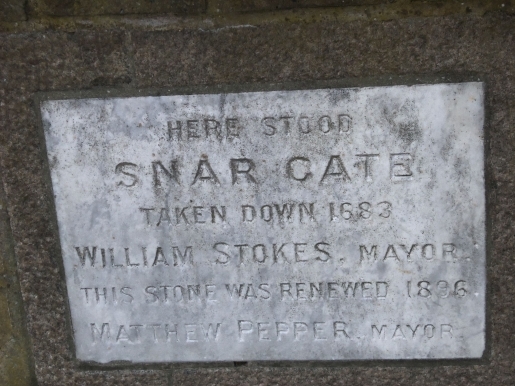 HERE STOOD
SNAR GATE
TAKEN DOWN 1683
WILLIAM STOKES, MAYOR.
THIS STONE WAS RENEWED 1896
MATTHEW PEPPER, MAYOR